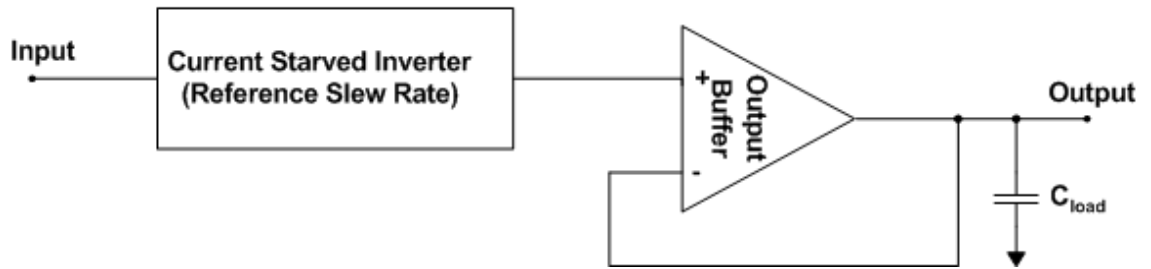 Input
Current Starved Inverter
(Reference Slew Rate)
+
Output
Buffer
-
Output
Cload